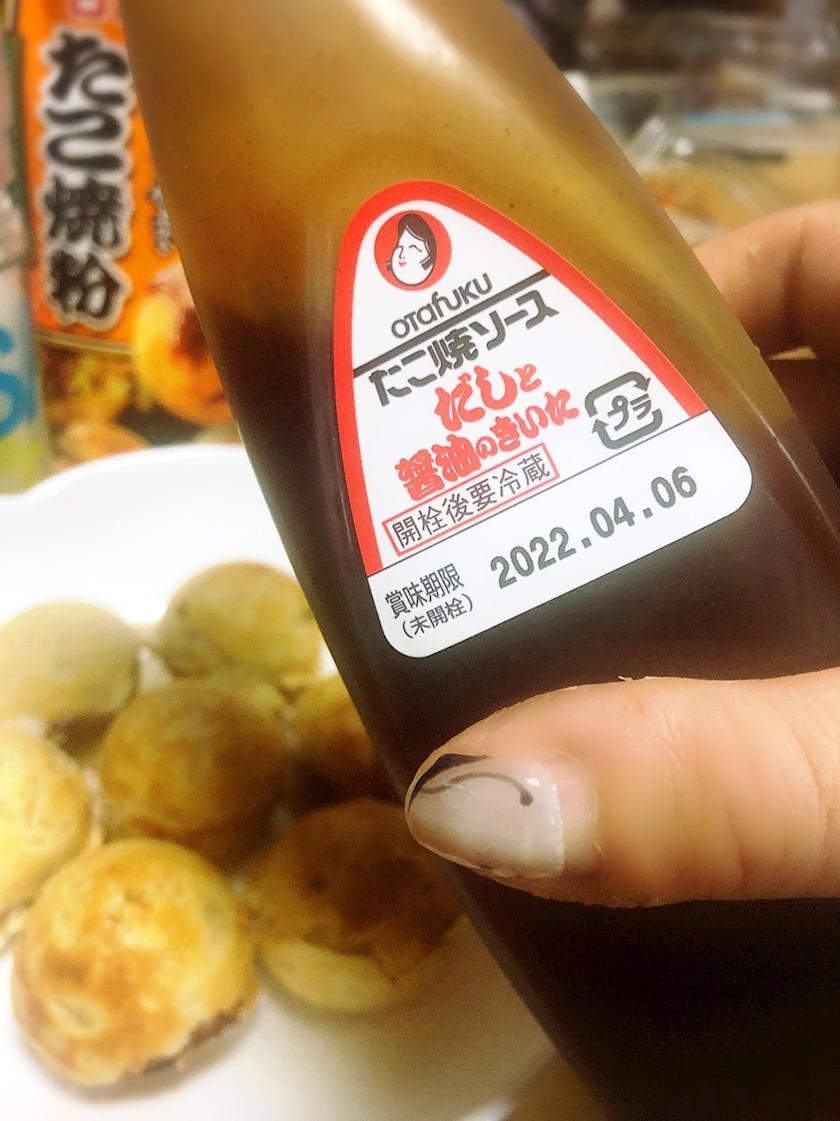 たこ焼粉
OTAFUKU
たこ焼ソース
だしと
醤油のきいた
プラ
開栓後要冷蔵
賞味期限
(未開栓)
2022.04.06